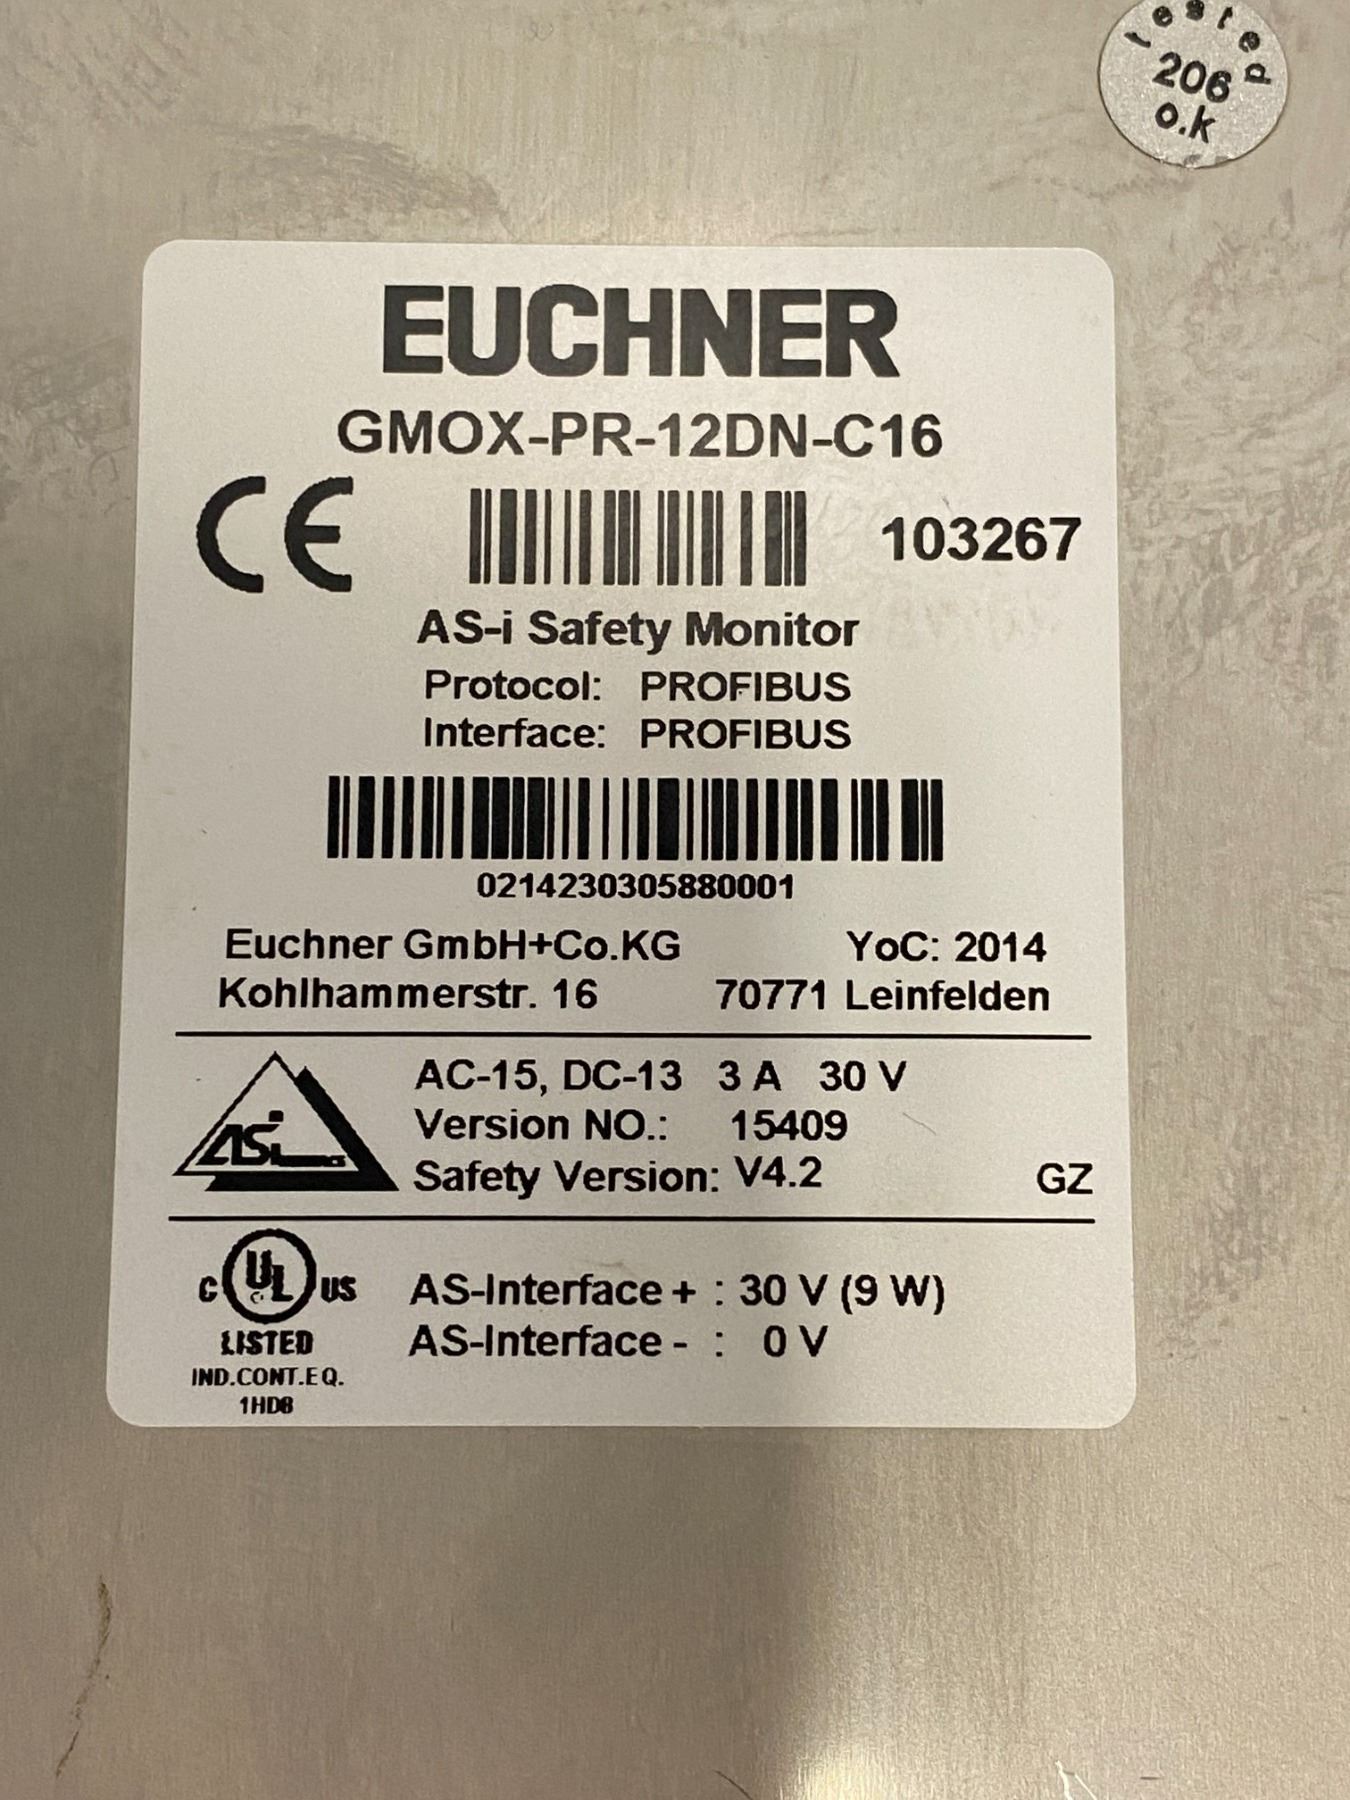 tested
206
o.k
EUCHNER
GMOX-PR-12DN-C16
CE
103267
AS-i Safety Monitor
Protocol: PROFIBUS
Interface: PROFIBUS
0214230305880001
Euchner GmbH+Co.KG YoC: 2014
Kohlhammerstr. 16 70771 Leinfelden
AC-15, DC-13 3 A 30 V
Version NO.: 15409
ASi
Safety Version: V4.2 GZ
C UL US
AS-Interface + : 30 V (9 W)
LISTED
AS-Interface - : 0 V
IND.CONT.EQ.
1HD8